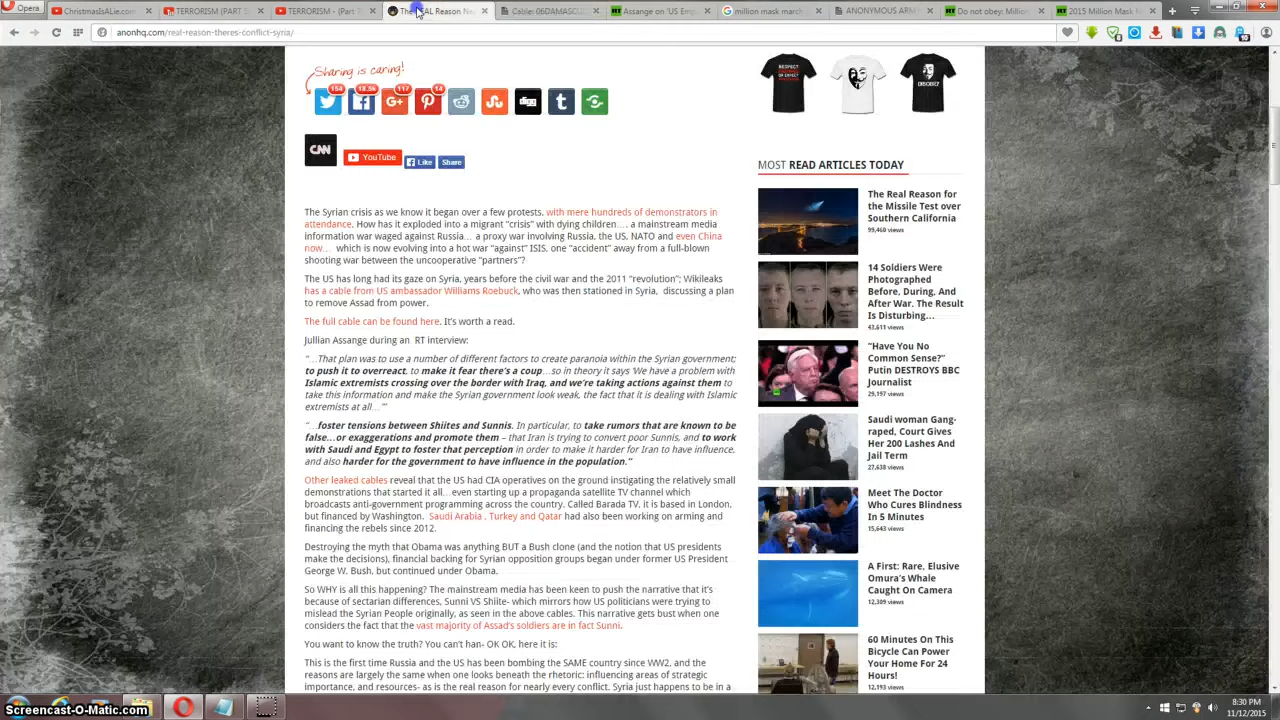 Opera
ChristmasIsALie.com
TERRORISM (PART
TERRORISM - (Part
The REAL Reason
Cable: 06DAMASCU
Assange on 'US Emp
million mask march
ANONYMOUS ARM
Do not obey: Million
2015 Million Mask M
anonhq.com/real-reason-theres-conflict-syria/
Sharing is caring!
154
18.5k
117
14
digg
CNN
YouTube
Like
Share
The Syrian crisis as we know it began over a few protests, with mere hundreds of demonstrators in
attendance. How has it exploded into a migrant “crisis” with dying children…, a mainstream media
information war waged against Russia… a proxy war involving Russia, the US, NATO and even China
now… which is now evolving into a hot war “against” ISIS, one “accident” away from a full-blown
shooting war between the uncooperative “partners”?
The US has long had its gaze on Syria, years before the civil war and the 2011 “revolution”; Wikileaks
has a cable from US ambassador Williams Roebuck, who was then stationed in Syria, discussing a plan
to remove Assad from power.
The full cable can be found here. It’s worth a read.
Jullian Assange during an RT interview:
“…That plan was to use a number of different factors to create paranoia within the Syrian government;
to push it to overreact, to make it fear there’s a coup…so in theory it says ‘We have a problem with
Islamic extremists crossing over the border with Iraq, and we’re taking actions against them to
take this information and make the Syrian government look weak, the fact that it is dealing with Islamic
extremists at all…’”
“…foster tensions between Shiites and Sunnis. In particular, to take rumors that are known to be
false…or exaggerations and promote them – that Iran is trying to convert poor Sunnis, and to work
with Saudi and Egypt to foster that perception in order to make it harder for Iran to have influence,
and also harder for the government to have influence in the population.”
Other leaked cables reveal that the US had CIA operatives on the ground instigating the relatively small
demonstrations that started it all…even starting up a propaganda satellite TV channel which
broadcasts anti-government programming across the country. Called Barada TV, it is based in London,
but financed by Washington. Saudi Arabia , Turkey and Qatar had also been working on arming and
financing the rebels since 2012.
Destroying the myth that Obama was anything BUT a Bush clone (and the notion that US presidents
make the decisions), financial backing for Syrian opposition groups began under former US President
George W. Bush, but continued under Obama.
So WHY is all this happening? The mainstream media has been keen to push the narrative that it’s
because of sectarian differences, Sunni VS Shiite- which mirrors how US politicians were trying to
mislead the Syrian People originally, as seen in the above cables. This narrative gets bust when one
considers the fact that the vast majority of Assad’s soldiers are in fact Sunni.
You want to know the truth? You can’t han- OK OK, here it is:
This is the first time Russia and the US has been bombing the SAME country since WW2, and the
reasons are largely the same when one looks beneath the rhetoric: influencing areas of strategic
importance, and resources- as is the real reason for nearly every conflict. Syria just happens to be in a
DISOBEY
MOST READ ARTICLES TODAY
The Real Reason for
the Missile Test over
Southern California
99,460 views
14 Soldiers Were
Photographed
Before, During, And
After War. The Result
Is Disturbing…
43,611 views
“Have You No
Common Sense?”
Putin DESTROYS BBC
Journalist
29,197 views
Saudi woman Gang-
raped, Court Gives
Her 200 Lashes And
Jail Term
27,638 views
Meet The Doctor
Who Cures Blindness
In 5 Minutes
15,643 views
A First: Rare, Elusive
Omura’s Whale
Caught On Camera
12,309 views
60 Minutes On This
Bicycle Can Power
Your Home For 24
Hours!
12,193 views
Screencast-O-Matic.com
8:30 PM
11/12/2015